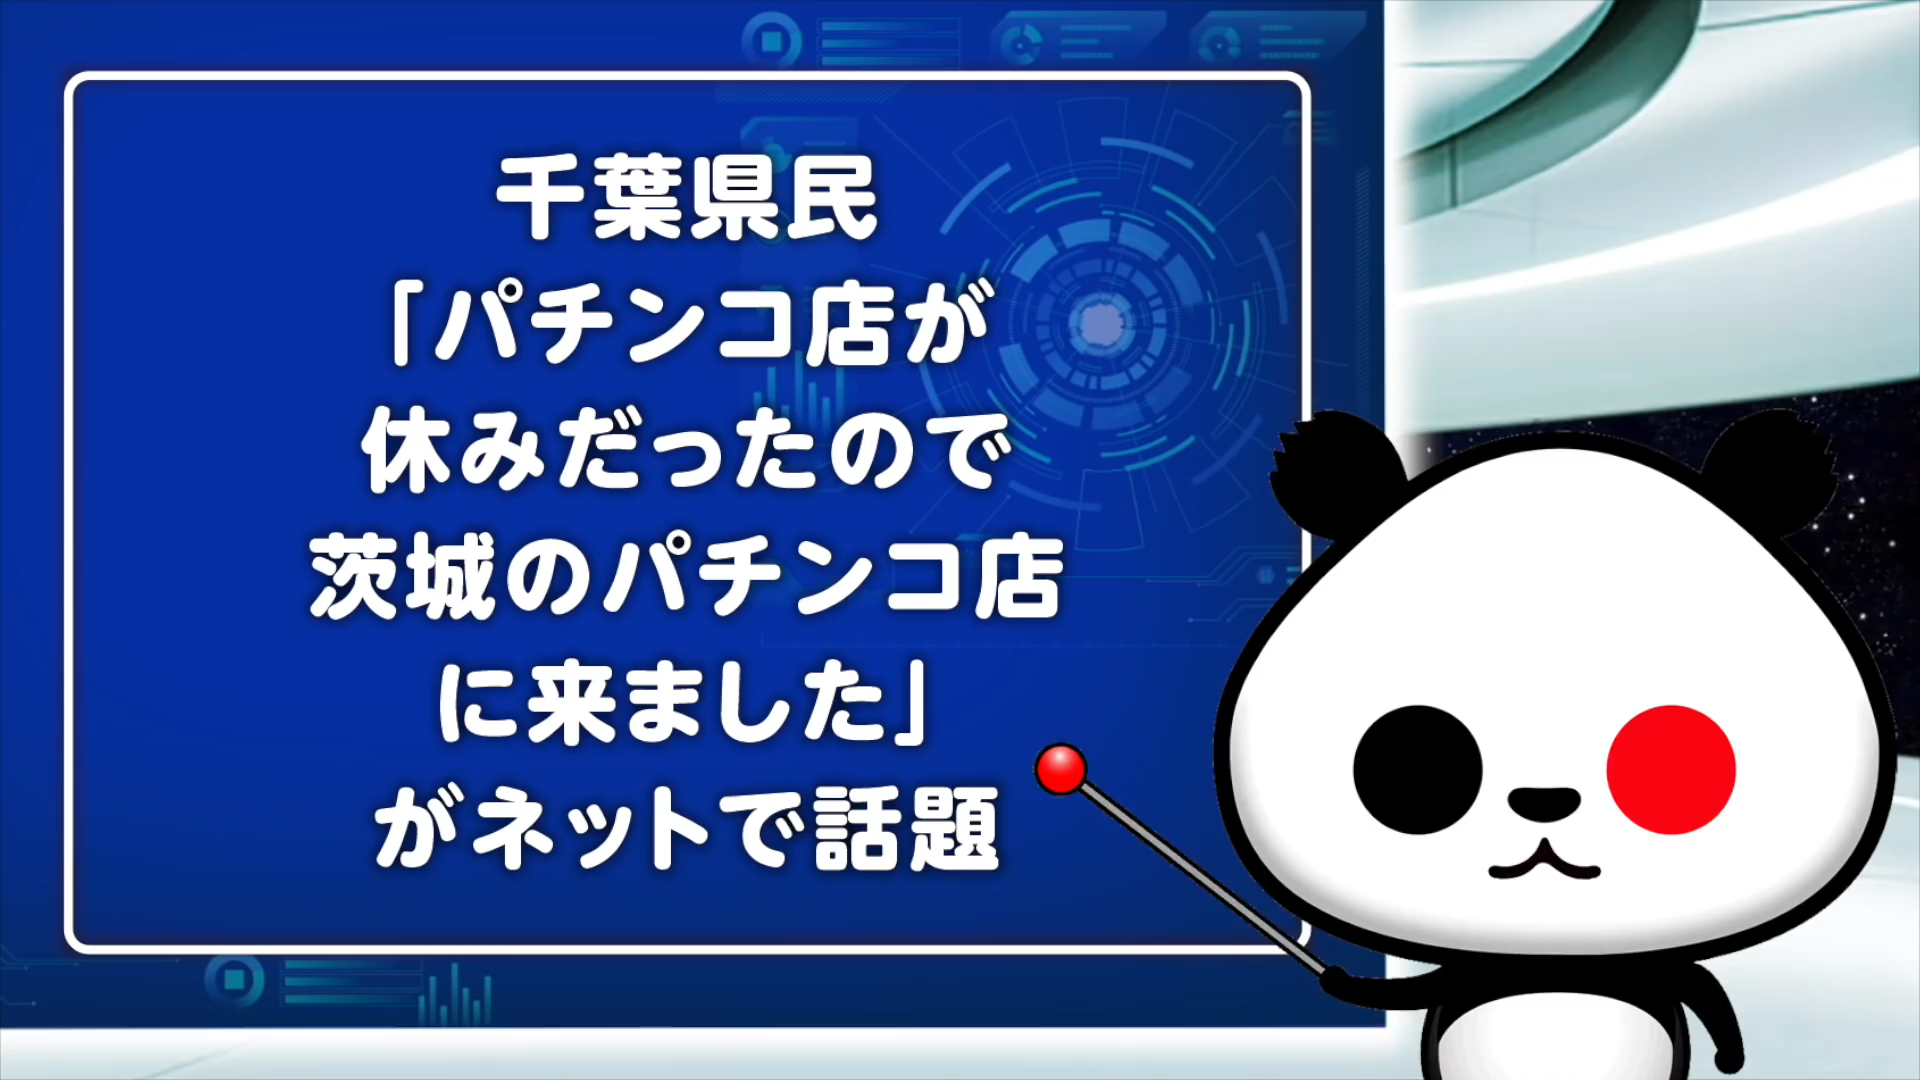 千葉県民
「パチンコ店が
休みだったので
茨城のパチンコ店
に来ました」
がネットで話題